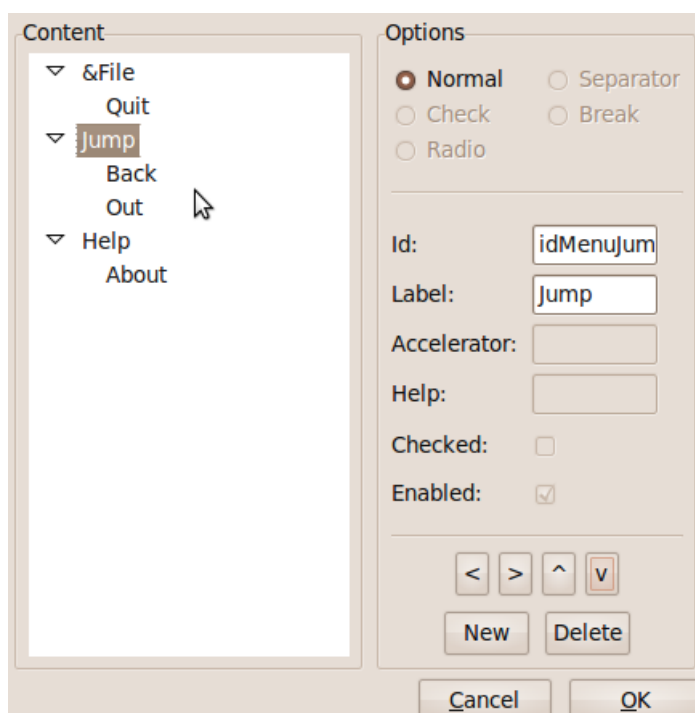 Content
&File
Quit
Jump
Back
Out
Help
About
Options
Normal
Separator
Check
Break
Radio
Id: idMenuJum
Label: Jump
Accelerator:
Help:
Checked:
Enabled:
< > ^ v
New Delete
Cancel OK